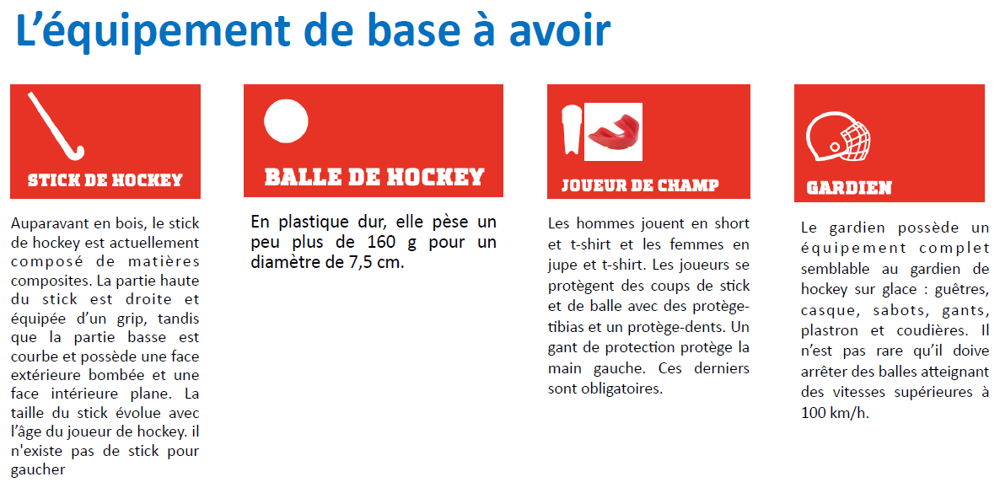 L’équipement de base à avoir
STICK DE HOCKEY
Auparavant en bois, le stick
de hockey est actuellement
composé de matières
composites. La partie haute
du stick est droite et
équipée d’un grip, tandis
que la partie basse est
courbe et possède une face
extérieure bombée et une
face intérieure plane. La
taille du stick évolue avec
l’âge du joueur de hockey. il
n'existe pas de stick pour
gaucher
BALLE DE HOCKEY
En plastique dur, elle pèse un
peu plus de 160 g pour un
diamètre de 7,5 cm.
JOUEUR DE CHAMP
Les hommes jouent en short
et t-shirt et les femmes en
jupe et t-shirt. Les joueurs se
protègent des coups de stick
et de balle avec des protège-
tibias et un protège-dents. Un
gant de protection protège la
main gauche. Ces derniers
sont obligatoires.
GARDIEN
Le gardien possède un
équipement complet
semblable au gardien de
hockey sur glace : guêtres,
casque, sabots, gants,
plastron et coudières. Il
n’est pas rare qu’il doive
arrêter des balles atteignant
des vitesses supérieures à
100 km/h.